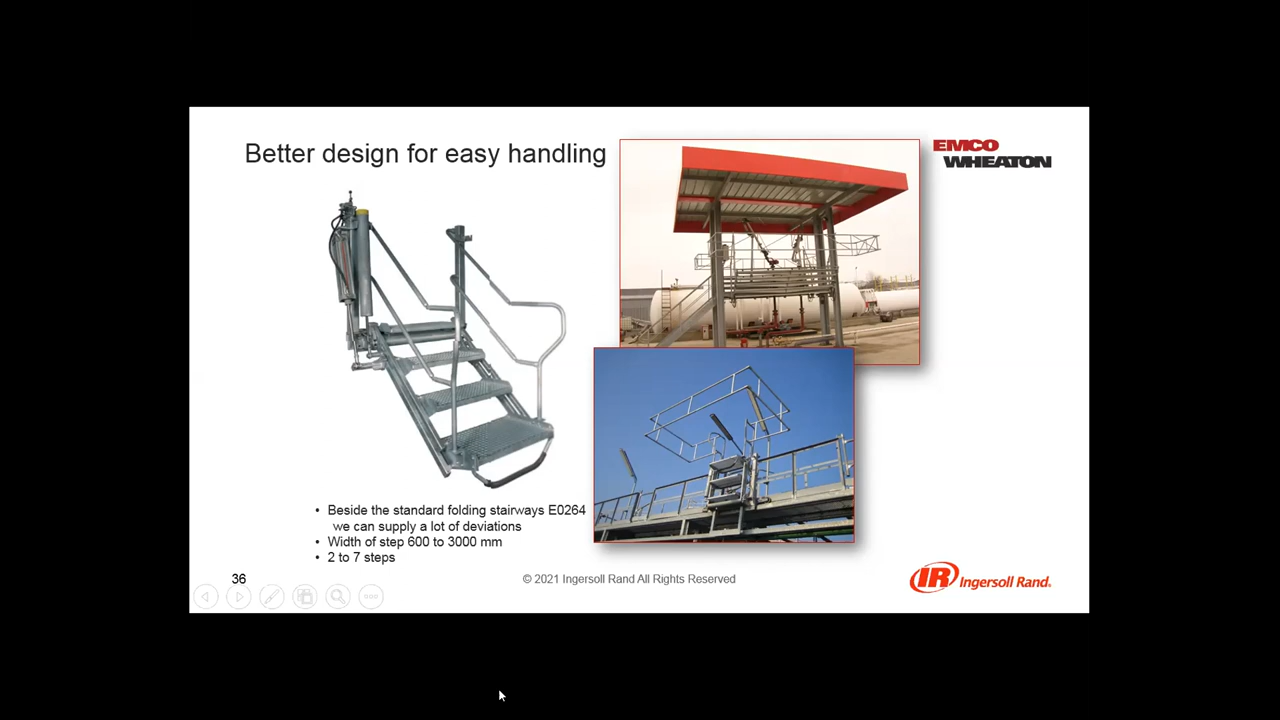 Better design for easy handling
EMCO
WHEATON
• Beside the standard folding stairways E0264
we can supply a lot of deviations
• Width of step 600 to 3000 mm
• 2 to 7 steps
36
© 2021 Ingersoll Rand All Rights Reserved
IR Ingersoll Rand.